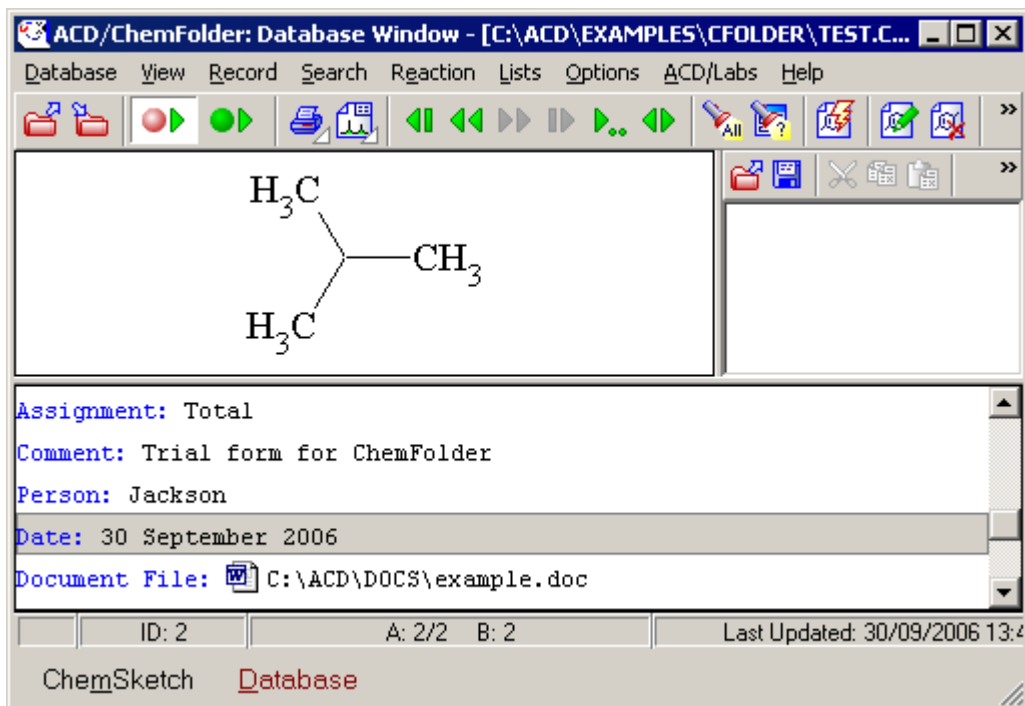 ACD/ChemFolder: Database Window - [C:\ACD\EXAMPLES\CFOLDER\TEST.C...
Database View Record Search Reaction Lists Options ACD/Labs Help
All ?
H3C
CH3
H3C
Assignment: Total
Comment: Trial form for ChemFolder
Person: Jackson
Date: 30 September 2006
Document File: W C:\ACD\DOCS\example.doc
ID: 2 A: 2/2 B: 2 Last Updated: 30/09/2006 13:4
ChemSketch Database